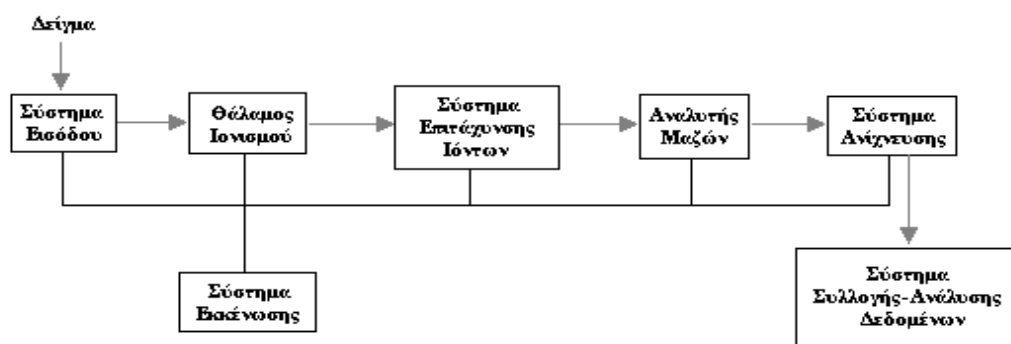 Δείγμα
Σύστημα
Εισόδου
Θάλαμος
Ιονισμού
Σύστημα
Επιτάχυνσης
Ιόντων
Αναλυτής
Μαζών
Σύστημα
Ανίχνευσης
Σύστημα
Εκκένωσης
Σύστημα
Συλλογής-Ανάλυσης
Δεδομένων